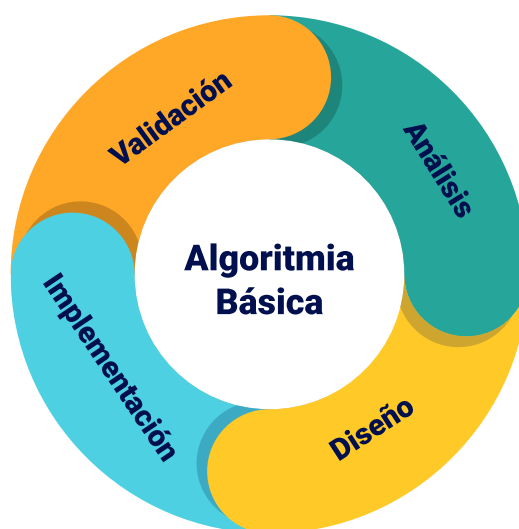 Validación
Análisis
Algoritmia
Básica
Implementación
Diseño